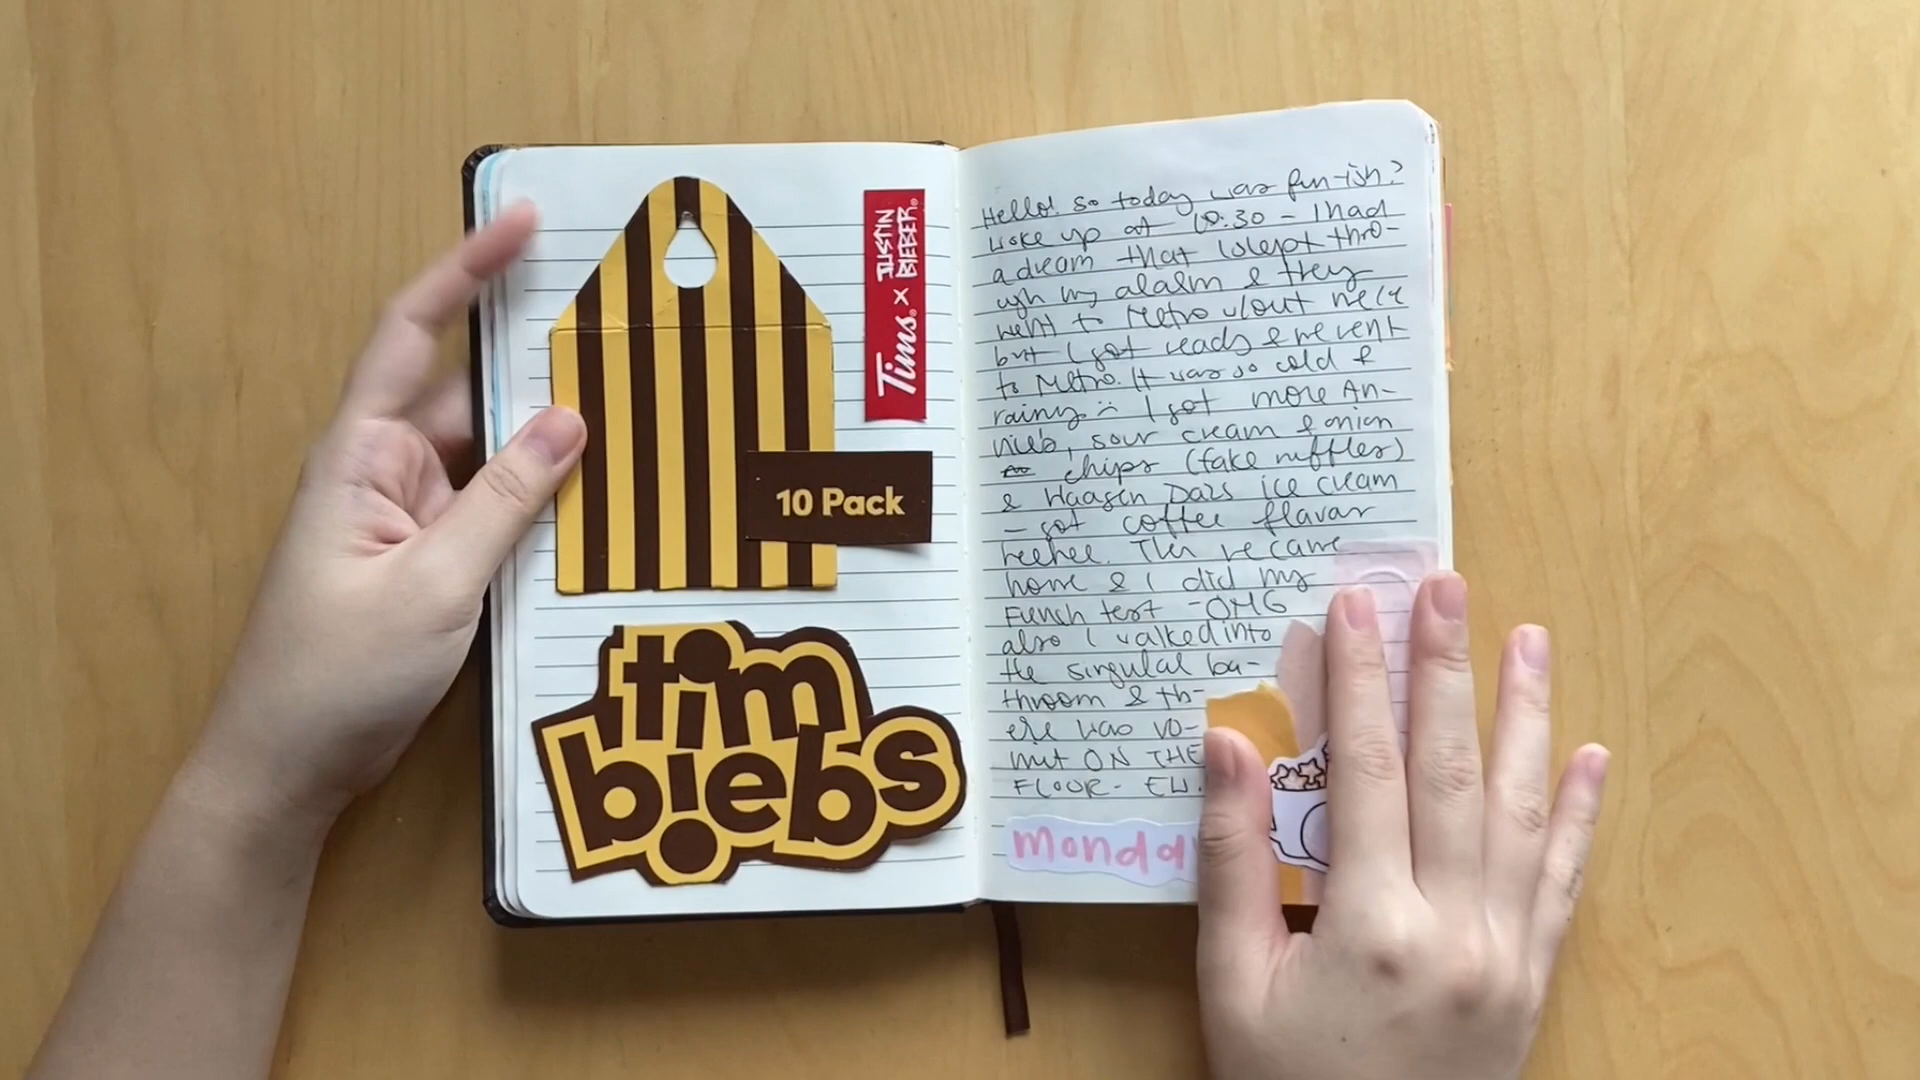 JUSTIN
BIEBER®
Tims® X
10 Pack
tim
biebs
Hello! so today was fun-ish?
woke up at 10:30 - I had
a dream that I slept thro-
ugh my alarm & they
went to Metro w/out me
but I got ready & we went
to Metro. It was so cold &
rainy I got more An-
nie's, sour cream & onion
chips (fake ruffles)
& Haagen Dazs ice cream
- got coffee flavor
heehee. Then we came
home & I did my
French test - OMG
also I walked into
the singular ba-
throom & th-
ere was vo-
mit ON THE
FLOOR - EW.
monday